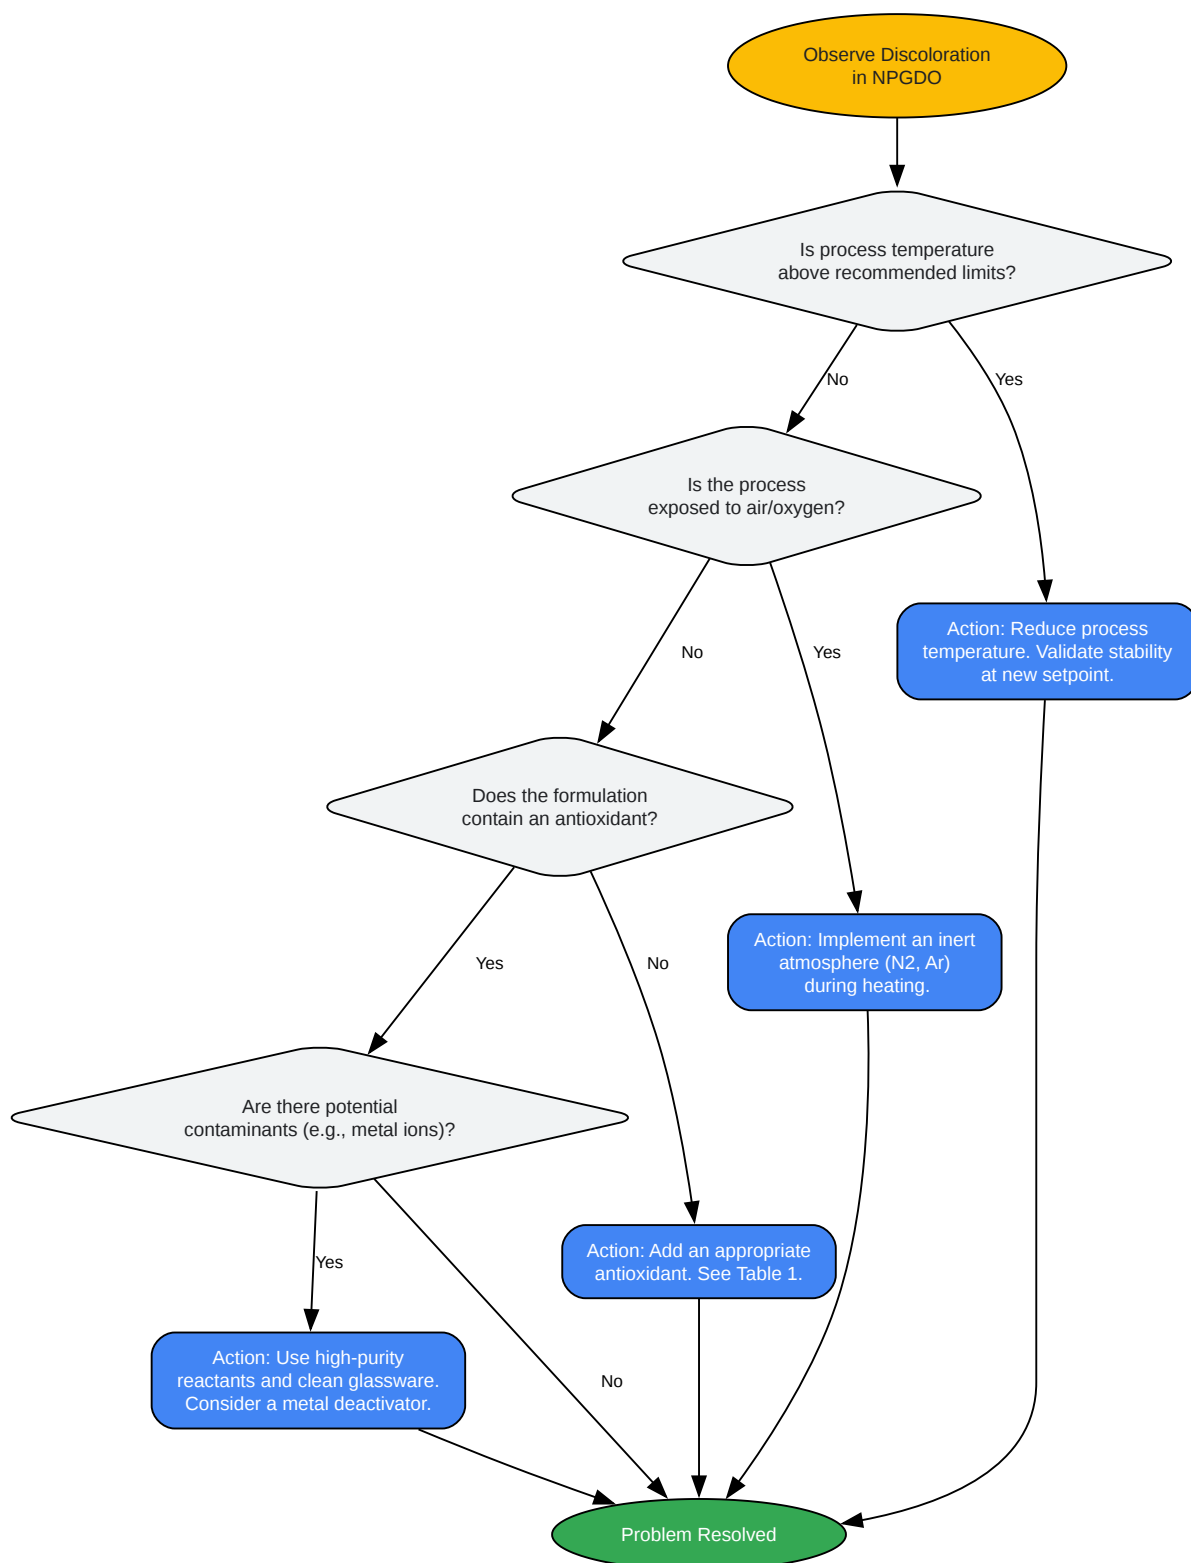 Observe Discoloration
in NPGDO
Is process temperature
above recommended limits?
No
Yes
Is the process
exposed to air/oxygen?
No
Yes
Action: Reduce process
temperature. Validate stability
at new setpoint.
Does the formulation
contain an antioxidant?
Yes
No
Action: Implement an inert
atmosphere (N2, Ar)
during heating.
Are there potential
contaminants (e.g., metal ions)?
Yes
No
Action: Add an appropriate
antioxidant. See Table 1.
Action: Use high-purity
reactants and clean glassware.
Consider a metal deactivator.
Problem Resolved